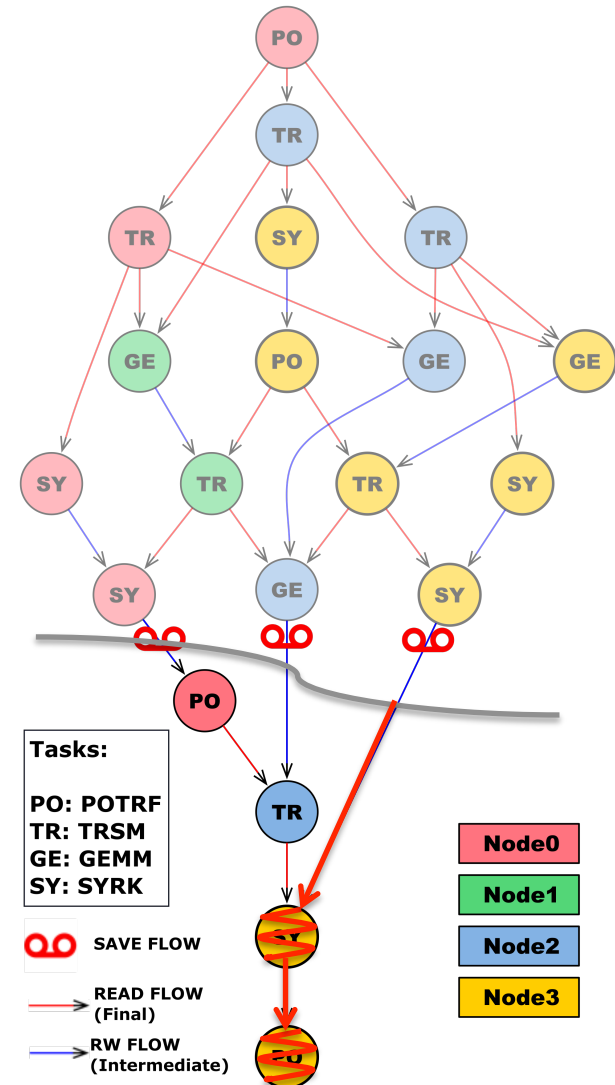 PO
TR
TR
SY
TR
GE
PO
GE
GE
SY
TR
TR
SY
SY
GE
SY
PO
TR
SY
PO
Tasks:
PO: POTRF
TR: TRSM
GE: GEMM
SY: SYRK
SAVE FLOW
READ FLOW
(Final)
RW FLOW
(Intermediate)
Node0
Node1
Node2
Node3